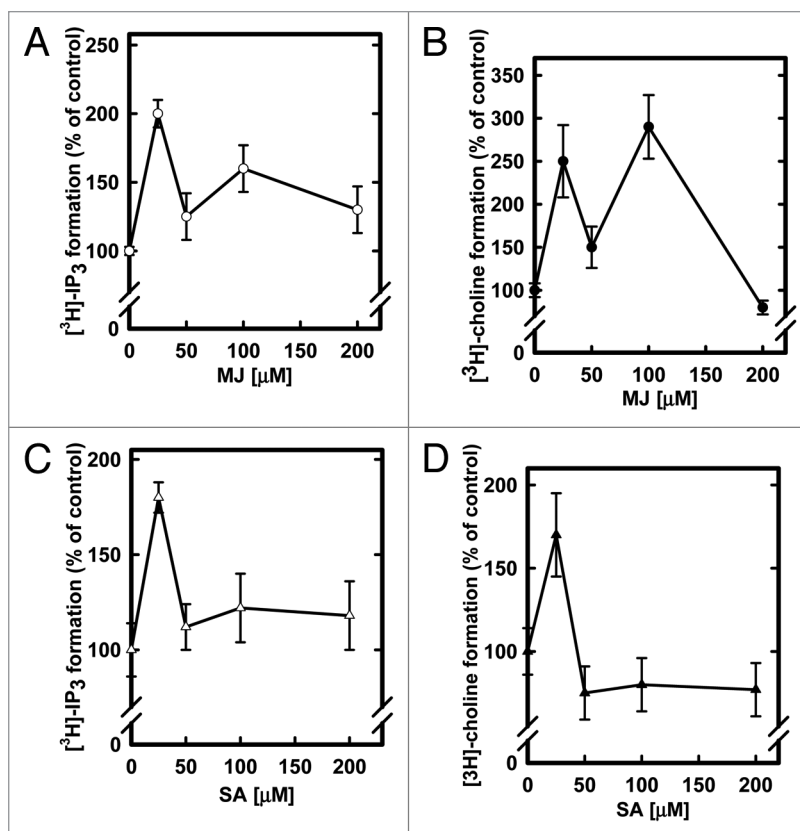 A
[³H]-IP₃ formation (% of control)
250
200
150
100
0
0 50 100 150 200
MJ [μM]
B
[³H]-choline formation (% of control)
350
300
250
200
150
100
0
0 50 100 150 200
MJ [μM]
C
[³H]-IP₃ formation (% of control)
200
150
100
0
0 50 100 150 200
SA [μM]
D
[3H]-choline formation (% of control)
200
150
100
0
0 50 100 150 200
SA [μM]